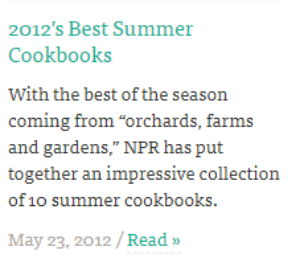 2012's Best Summer
Cookbooks
With the best of the season
coming from “orchards, farms
and gardens,” NPR has put
together an impressive collection
of 10 summer cookbooks.
May 23, 2012 / Read »